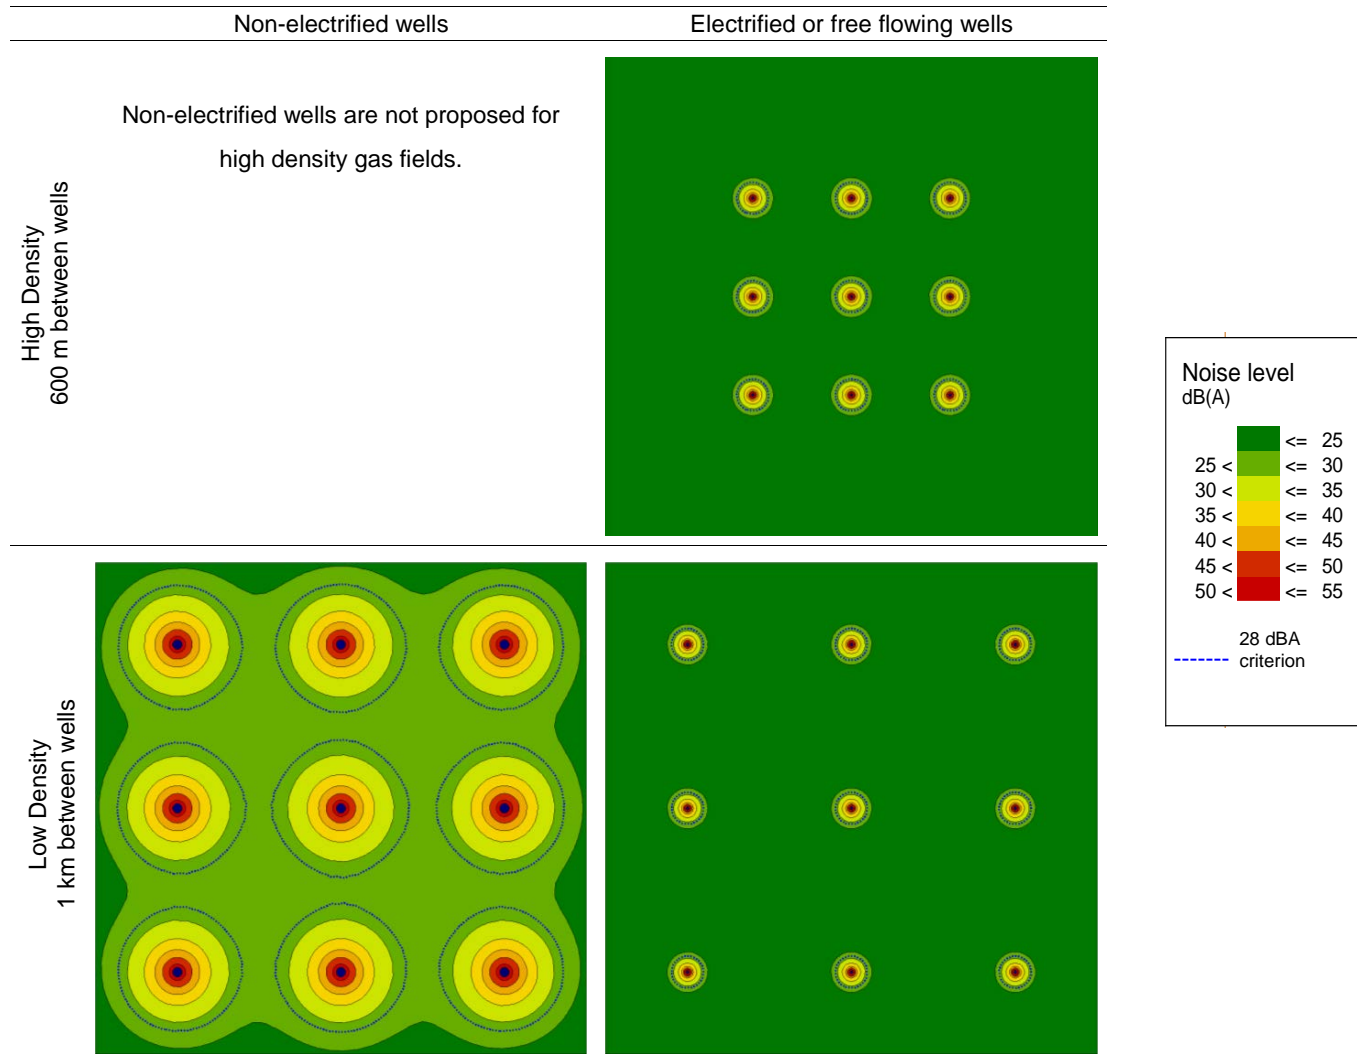 Non-electrified wells
Electrified or free flowing wells
High Density
600 m between wells
Non-electrified wells are not proposed for
high density gas fields.
Low Density
1 km between wells
Noise level
dB(A)
<= 25
25 < <= 30
30 < <= 35
35 < <= 40
40 < <= 45
45 < <= 50
50 < <= 55
28 dBA
criterion